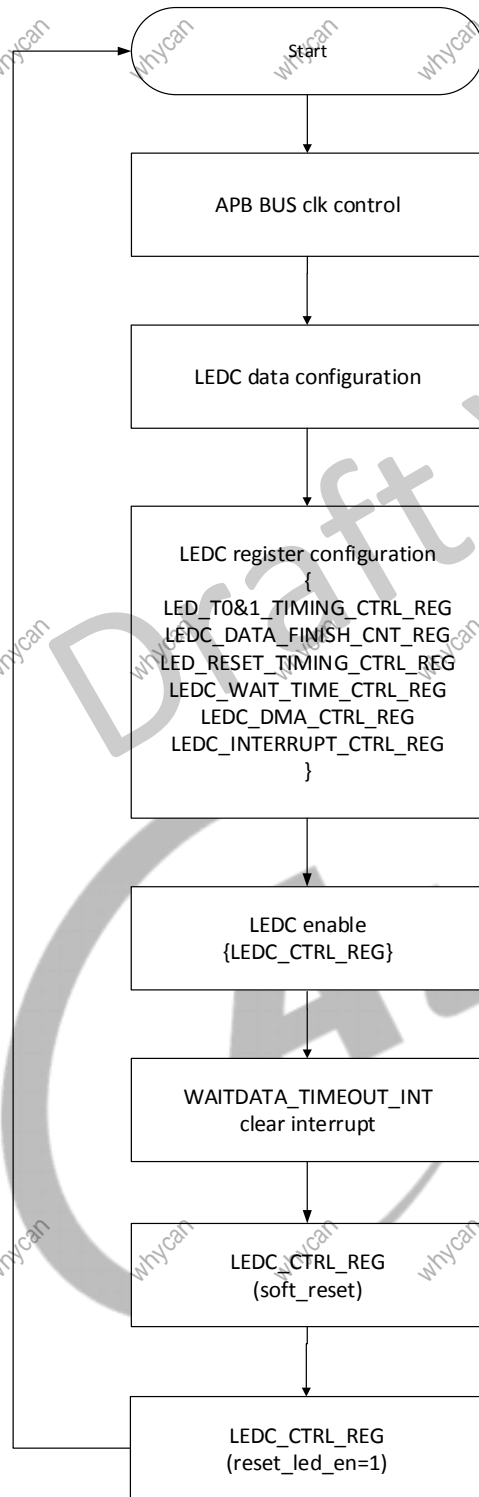 whycan
whycan
whycan
whycan
Start
APB BUS clk control
LEDC data configuration
Draft
LEDC register configuration
{
LED_T0&1_TIMING_CTRL_REG
LEDC_DATA_FINISH_CNT_REG
LED_RESET_TIMING_CTRL_REG
LEDC_WAIT_TIME_CTRL_REG
LEDC_DMA_CTRL_REG
LEDC_INTERRUPT_CTRL_REG
}
whycan
whycan
whycan
LEDC enable
{LEDC_CTRL_REG}
WAITDATA_TIMEOUT_INT
clear interrupt
whycan
whycan
whycan
whycan
LEDC_CTRL_REG
(soft_reset)
LEDC_CTRL_REG
(reset_led_en=1)